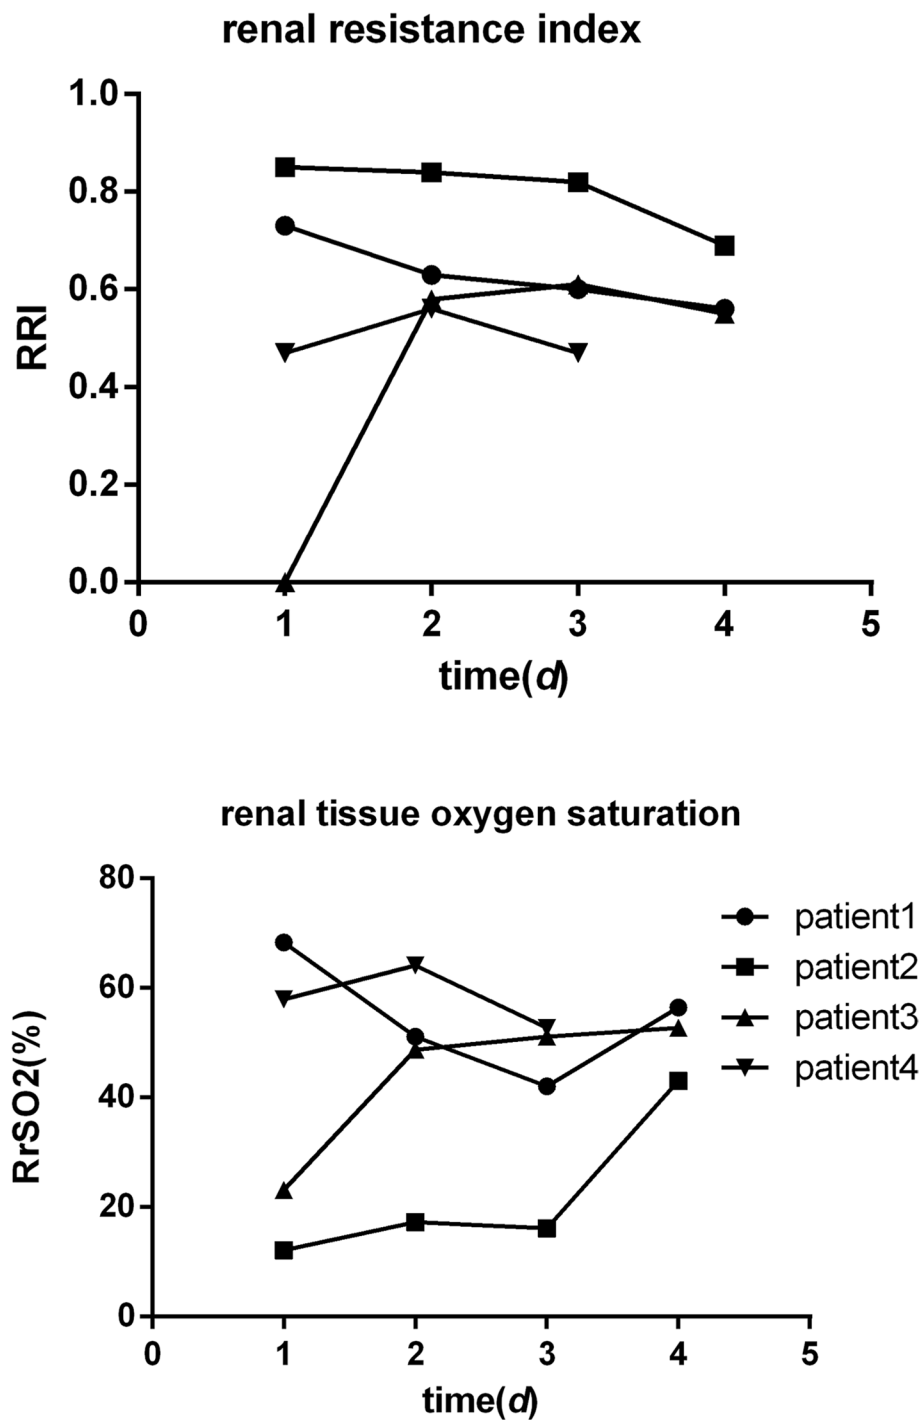 renal resistance index
1.0
0.8
0.6
0.4
0.2
0.0
RRI
0 1 2 3 4 5
time(d)
renal tissue oxygen saturation
80
60
40
20
0
RrSO2(%)
patient1
patient2
patient3
patient4
0 1 2 3 4 5
time(d)